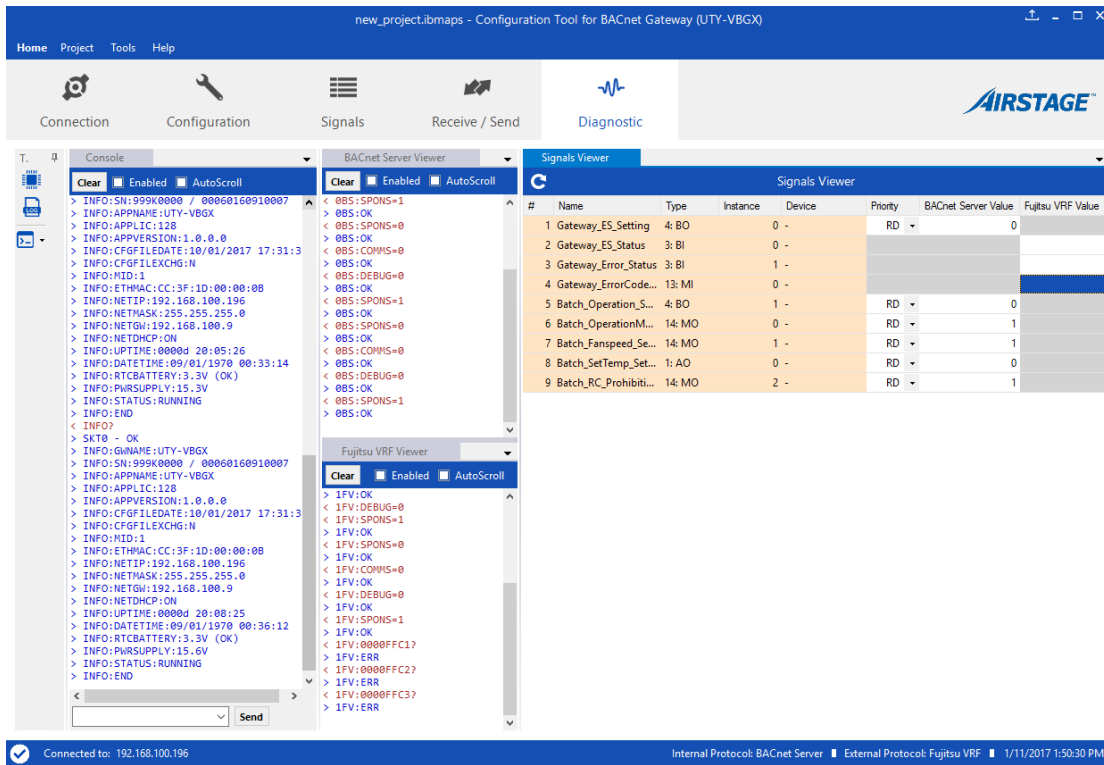 new_project.ibmaps - Configuration Tool for BACnet Gateway (UTY-VBGX)
Home Project Tools Help
Connection Configuration Signals Receive / Send Diagnostic
AIRSTAGE™
T.
Console
Clear Enabled AutoScroll
> INFO:SN:999K0000 / 00060160910007
> INFO:APPNAME:UTY-VBGX
> INFO:APPLIC:128
> INFO:APPVERSION:1.0.0.0
> INFO:CFGFILEDATE:10/01/2017 17:31:3
> INFO:CFGFILEXCHG:N
> INFO:MID:1
> INFO:ETHMAC:CC:3F:1D:00:00:0B
> INFO:NETIP:192.168.100.196
> INFO:NETMASK:255.255.255.0
> INFO:NETGW:192.168.100.9
> INFO:NETDHCP:ON
> INFO:UPTIME:0000d 20:05:26
> INFO:DATETIME:09/01/1970 00:33:14
> INFO:RTCBATTERY:3.3V (OK)
> INFO:PWRSUPPLY:15.3V
> INFO:STATUS:RUNNING
> INFO:END
< INFO?
> SKT0 - OK
> INFO:GWNAME:UTY-VBGX
> INFO:SN:999K0000 / 00060160910007
> INFO:APPNAME:UTY-VBGX
> INFO:APPLIC:128
> INFO:APPVERSION:1.0.0.0
> INFO:CFGFILEDATE:10/01/2017 17:31:3
> INFO:CFGFILEXCHG:N
> INFO:MID:1
> INFO:ETHMAC:CC:3F:1D:00:00:0B
> INFO:NETIP:192.168.100.196
> INFO:NETMASK:255.255.255.0
> INFO:NETGW:192.168.100.9
> INFO:NETDHCP:ON
> INFO:UPTIME:0000d 20:08:25
> INFO:DATETIME:09/01/1970 00:36:12
> INFO:RTCBATTERY:3.3V (OK)
> INFO:PWRSUPPLY:15.6V
> INFO:STATUS:RUNNING
> INFO:END
Send
LOG
BACnet Server Viewer
Clear Enabled AutoScroll
< 0BS:SPONS=1
> 0BS:OK
< 0BS:SPONS=0
> 0BS:OK
< 0BS:COMMS=0
> 0BS:OK
< 0BS:DEBUG=0
> 0BS:OK
< 0BS:SPONS=1
> 0BS:OK
< 0BS:SPONS=0
> 0BS:OK
< 0BS:COMMS=0
> 0BS:OK
< 0BS:DEBUG=0
> 0BS:OK
< 0BS:SPONS=1
> 0BS:OK
Fujitsu VRF Viewer
Clear Enabled AutoScroll
> 1FV:OK
< 1FV:DEBUG=0
< 1FV:SPONS=1
> 1FV:OK
< 1FV:SPONS=0
> 1FV:OK
< 1FV:COMMS=0
> 1FV:OK
< 1FV:DEBUG=0
> 1FV:OK
< 1FV:SPONS=1
> 1FV:OK
< 1FV:0000FFC1?
> 1FV:ERR
< 1FV:0000FFC2?
> 1FV:ERR
< 1FV:0000FFC3?
> 1FV:ERR
Signals Viewer
Signals Viewer
# Name Type Instance Device Priority BACnet Server Value Fujitsu VRF Value
1 Gateway_ES_Setting 4: BO 0 - RD 0
2 Gateway_ES_Status 3: BI 0 -
3 Gateway_Error_Status 3: BI 1 -
4 Gateway_ErrorCode... 13: MI 0 -
5 Batch_Operation_S... 4: BO 1 - RD 0
6 Batch_OperationM... 14: MO 0 - RD 1
7 Batch_Fanspeed_Se... 14: MO 1 - RD 1
8 Batch_SetTemp_Set... 1: AO 0 - RD 0
9 Batch_RC_Prohibiti... 14: MO 2 - RD 1
Connected to: 192.168.100.196
Internal Protocol: BACnet Server External Protocol: Fujitsu VRF 1/11/2017 1:50:30 PM